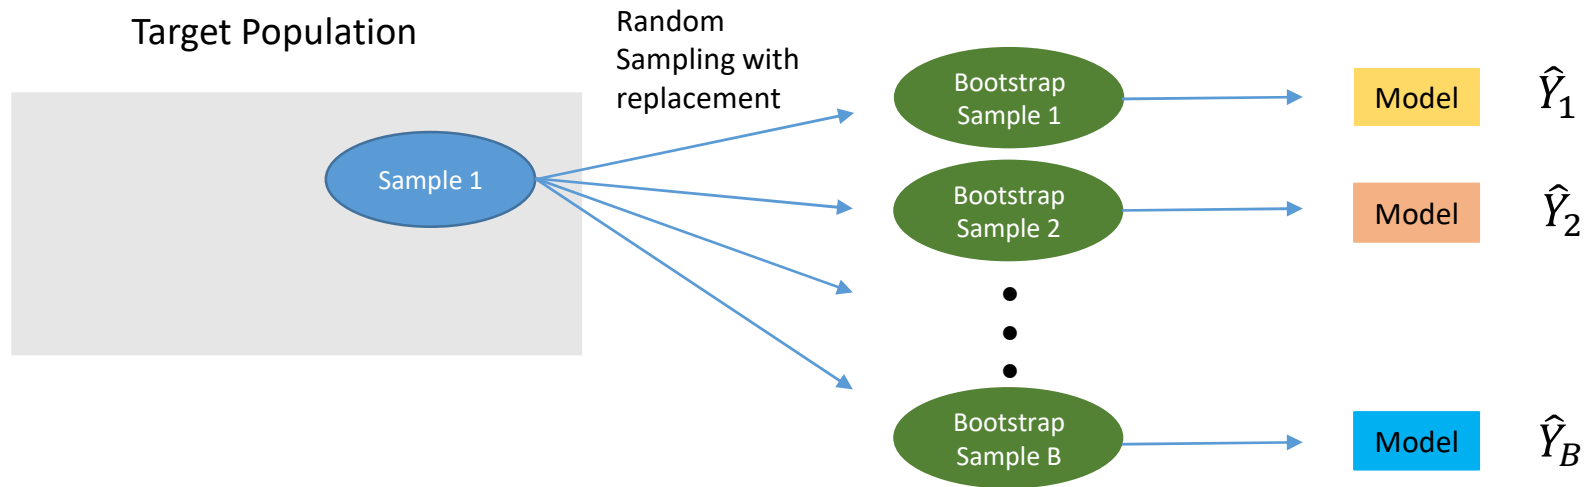 Target Population
Random
Sampling with
replacement
Sample 1
Bootstrap
Sample 1
Model
Ŷ₁
Bootstrap
Sample 2
Model
Ŷ₂
Bootstrap
Sample B
Model
Ŷ_B